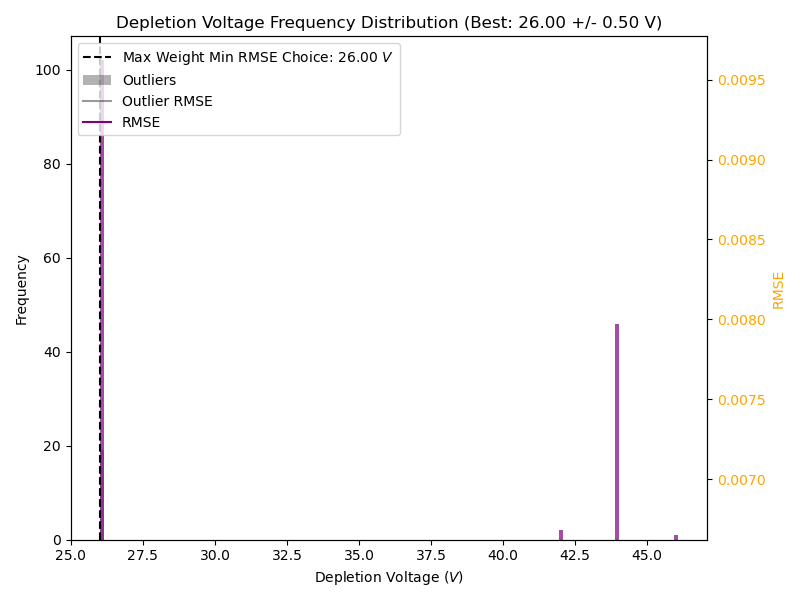 Depletion Voltage Frequency Distribution (Best: 26.00 +/- 0.50 V)
Max Weight Min RMSE Choice: 26.00 V
Outliers
Outlier RMSE
RMSE
100
80
60
40
20
0
Frequency
0.0095
0.0090
0.0085
0.0080
0.0075
0.0070
RMSE
25.0 27.5 30.0 32.5 35.0 37.5 40.0 42.5 45.0
Depletion Voltage (V)